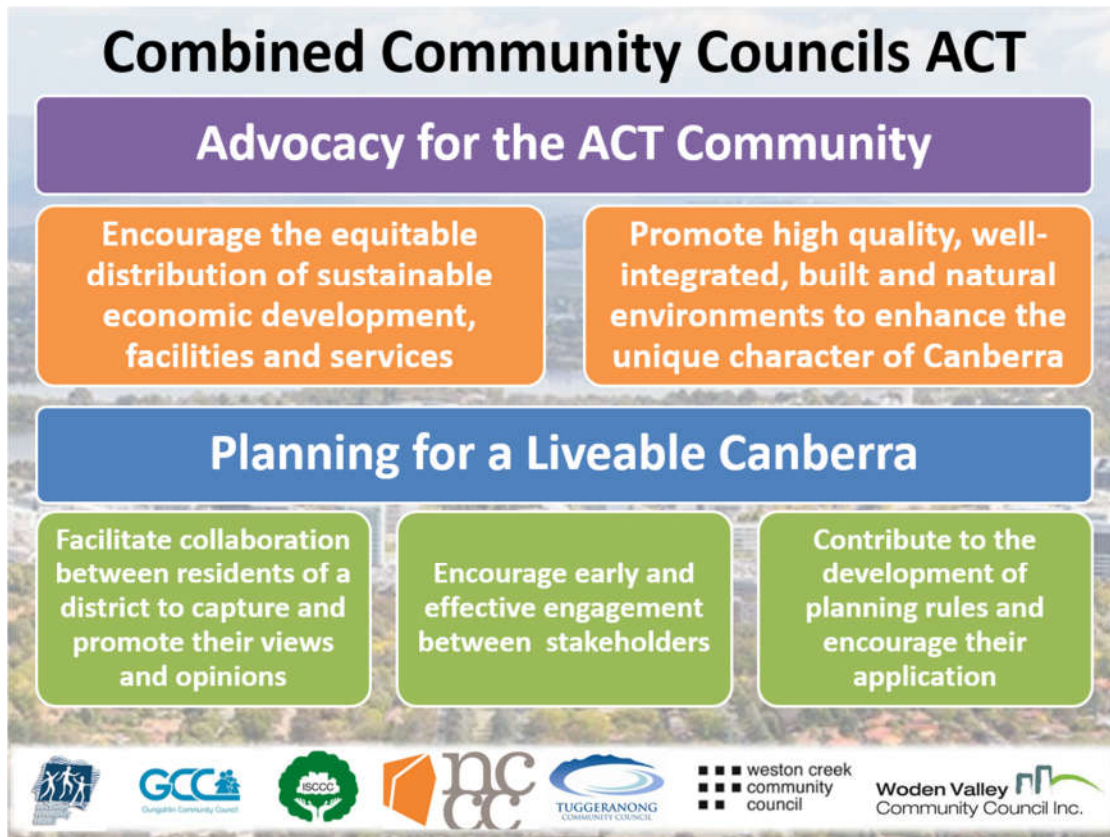 Combined Community Councils ACT
Advocacy for the ACT Community
Encourage the equitable
distribution of sustainable
economic development,
facilities and services
Promote high quality, well-
integrated, built and natural
environments to enhance the
unique character of Canberra
Planning for a Liveable Canberra
Facilitate collaboration
between residents of a
district to capture and
promote their views
and opinions
Encourage early and
effective engagement
between stakeholders
Contribute to the
development of
planning rules and
encourage their
application
GCC
Gungahlin Community Council
ISCCC
ncc
cc
TUGGERANONG
COMMUNITY COUNCIL
weston creek
community
council
Woden Valley
Community Council Inc.